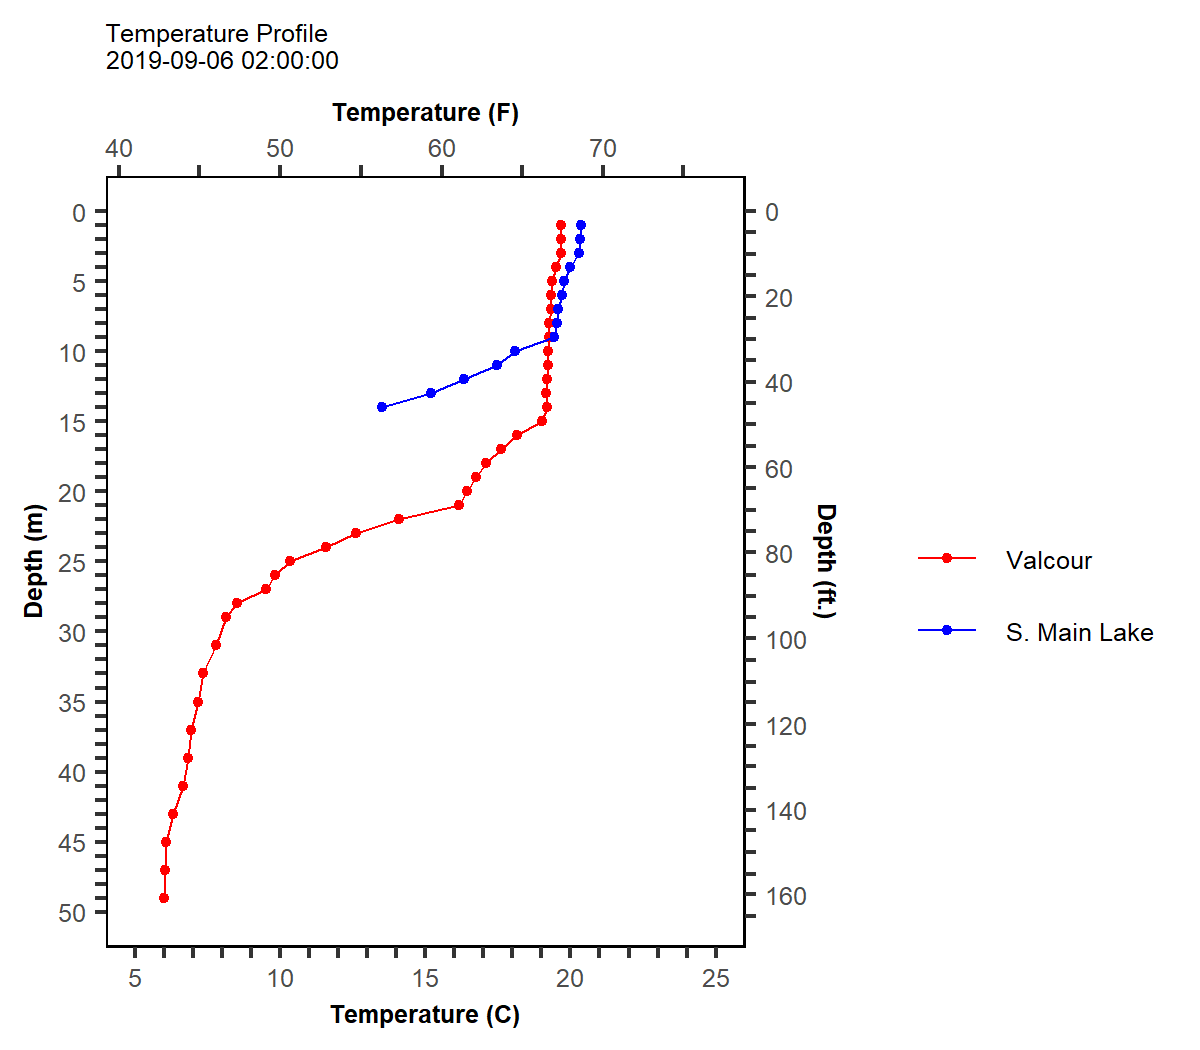 Temperature Profile
2019-09-06 02:00:00
Temperature (F)
40 50 60 70
0
5
10
15
20
25
30
35
40
45
50
Depth (m)
0
20
40
60
80
100
120
140
160
Depth (ft.)
Valcour
S. Main Lake
5 10 15 20 25
Temperature (C)